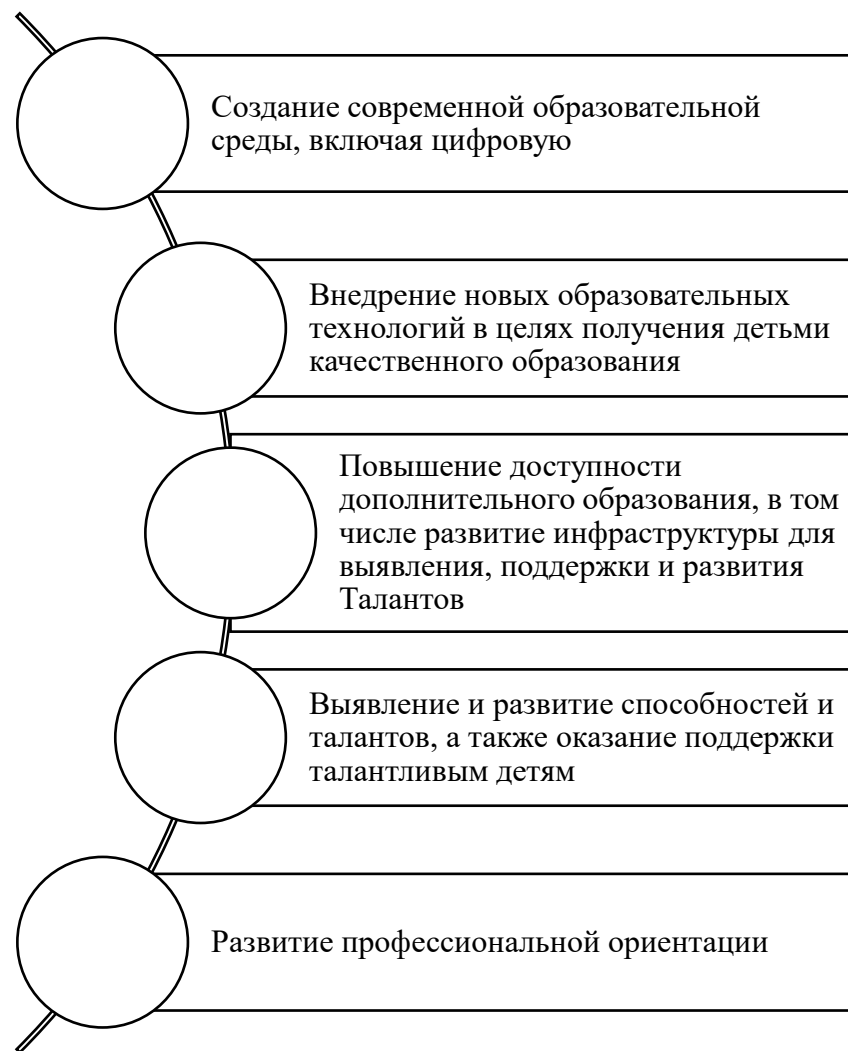 Создание современной образовательной
среды, включая цифровую
Внедрение новых образовательных
технологий в целях получения детьми
качественного образования
Повышение доступности
дополнительного образования, в том
числе развитие инфраструктуры для
выявления, поддержки и развития
Талантов
Выявление и развитие способностей и
талантов, а также оказание поддержки
талантливым детям
Развитие профессиональной ориентации